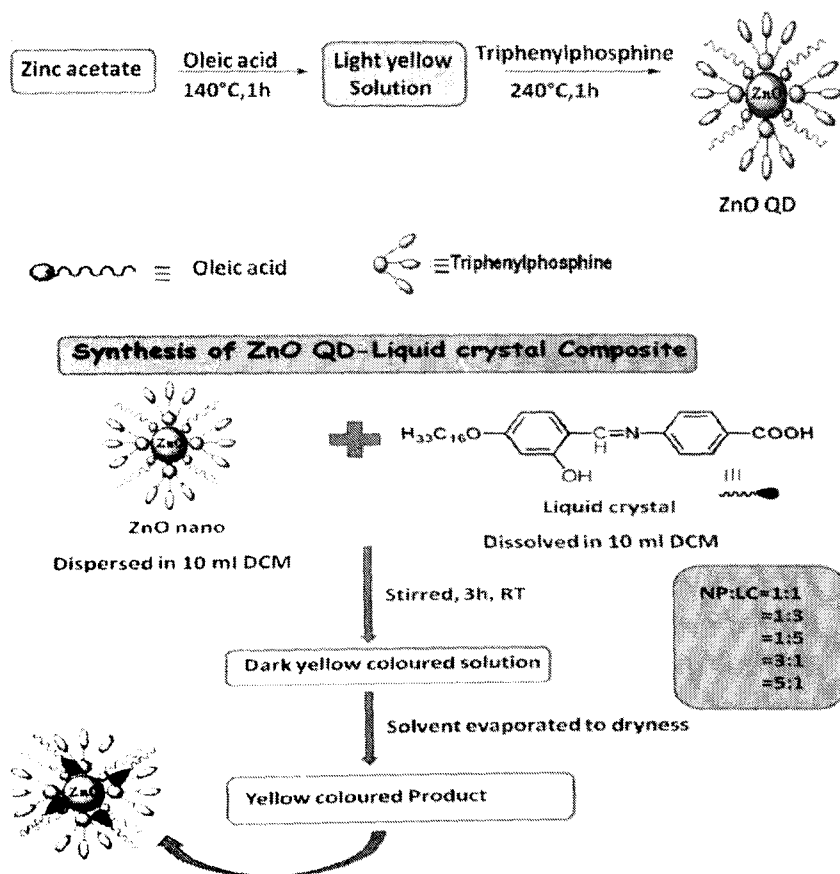 Zinc acetate
Oleic acid
140°C,1h
Light yellow
Solution
Triphenylphosphine
240°C,1h
ZnO
ZnO QD
≡ Oleic acid
≡Triphenylphosphine
Synthesis of ZnO QD-Liquid crystal Composite
ZnO
H₃₃C₁₆O
OH
C=N
H
COOH
ZnO nano
Liquid crystal
Dispersed in 10 ml DCM
Dissolved in 10 ml DCM
Stirred, 3h, RT
NP:LC=1:1
=1:3
=1:5
=3:1
=5:1
Dark yellow coloured solution
Solvent evaporated to dryness
ZnO
Yellow coloured Product